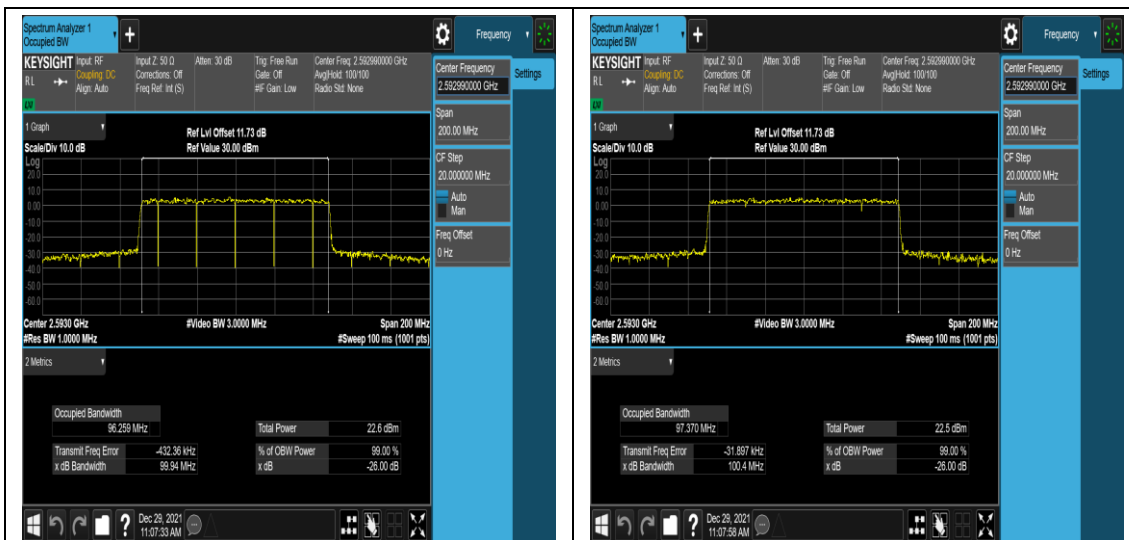 Spectrum Analyzer 1
Occupied BW
+
Frequency
KEYSIGHT
Input: RF
Input Z: 50 Ω
Atten: 30 dB
Trig: Free Run
Center Freq: 2.592990000 GHz
R L
Coupling: DC
Corrections: Off
Gate: Off
Avg|Hold: 100/100
Align: Auto
Freq Ref: Int (S)
#IF Gain: Low
Radio Std: None
Center Frequency
2.592990000 GHz
Settings
1 Graph
Ref Lvl Offset 11.73 dB
Scale/Div 10.0 dB
Ref Value 30.00 dBm
Span
200.00 MHz
Log
20.0
10.0
0.00
-10.0
-20.0
-30.0
-40.0
-50.0
-60.0
CF Step
20.000000 MHz
Auto
Man
Freq Offset
0 Hz
Center 2.5930 GHz
#Video BW 3.0000 MHz
Span 200 MHz
#Res BW 1.0000 MHz
#Sweep 100 ms (1001 pts)
2 Metrics
Occupied Bandwidth
96.259 MHz
Total Power 22.6 dBm
Transmit Freq Error -432.36 kHz
% of OBW Power 99.00 %
x dB Bandwidth 99.94 MHz
x dB -26.00 dB
?
Dec 29, 2021
11:07:33 AM
Spectrum Analyzer 1
Occupied BW
+
Frequency
KEYSIGHT
Input: RF
Input Z: 50 Ω
Atten: 30 dB
Trig: Free Run
Center Freq: 2.592990000 GHz
R L
Coupling: DC
Corrections: Off
Gate: Off
Avg|Hold: 100/100
Align: Auto
Freq Ref: Int (S)
#IF Gain: Low
Radio Std: None
Center Frequency
2.592990000 GHz
Settings
1 Graph
Ref Lvl Offset 11.73 dB
Scale/Div 10.0 dB
Ref Value 30.00 dBm
Span
200.00 MHz
Log
20.0
10.0
0.00
-10.0
-20.0
-30.0
-40.0
-50.0
-60.0
CF Step
20.000000 MHz
Auto
Man
Freq Offset
0 Hz
Center 2.5930 GHz
#Video BW 3.0000 MHz
Span 200 MHz
#Res BW 1.0000 MHz
#Sweep 100 ms (1001 pts)
2 Metrics
Occupied Bandwidth
97.370 MHz
Total Power 22.5 dBm
Transmit Freq Error -31.897 kHz
% of OBW Power 99.00 %
x dB Bandwidth 100.4 MHz
x dB -26.00 dB
?
Dec 29, 2021
11:07:58 AM